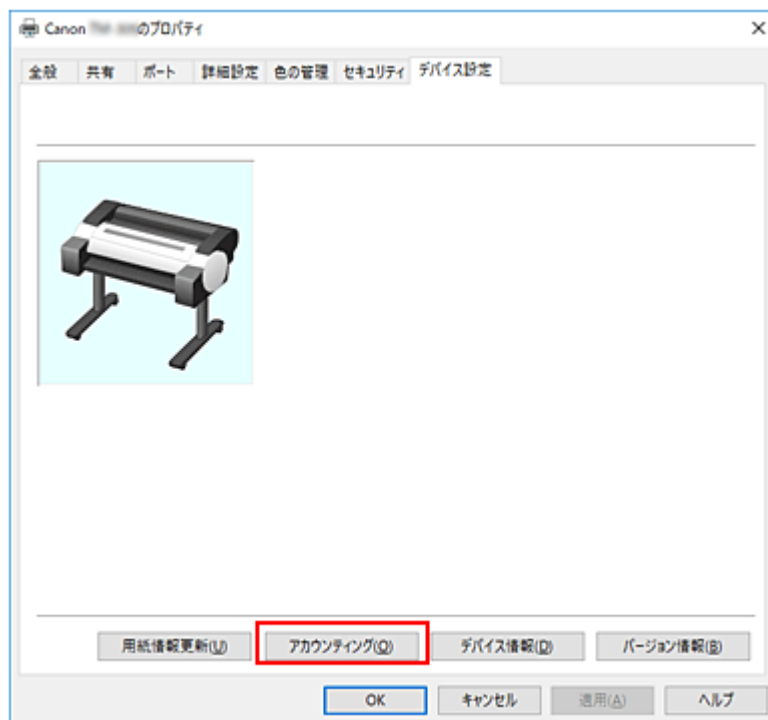 Canon のプロパティ
全般 共有 ポート 詳細設定 色の管理 セキュリティ デバイス設定
用紙情報更新(U) アカウンティング(Q) デバイス情報(D) バージョン情報(B)
OK キャンセル 適用(A) ヘルプ